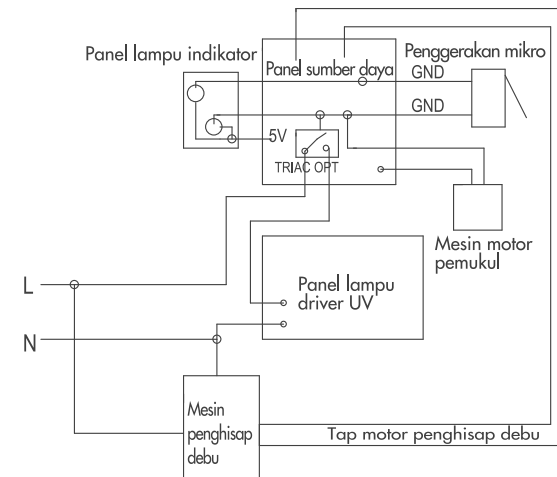 Panel lampu indikator
Panel sumber daya
Penggerakan mikro
GND
GND
5V
TRIAC OPT
Mesin motor
pemukul
Panel lampu
driver UV
L
N
Mesin
penghisap
debu
Tap motor penghisap debu